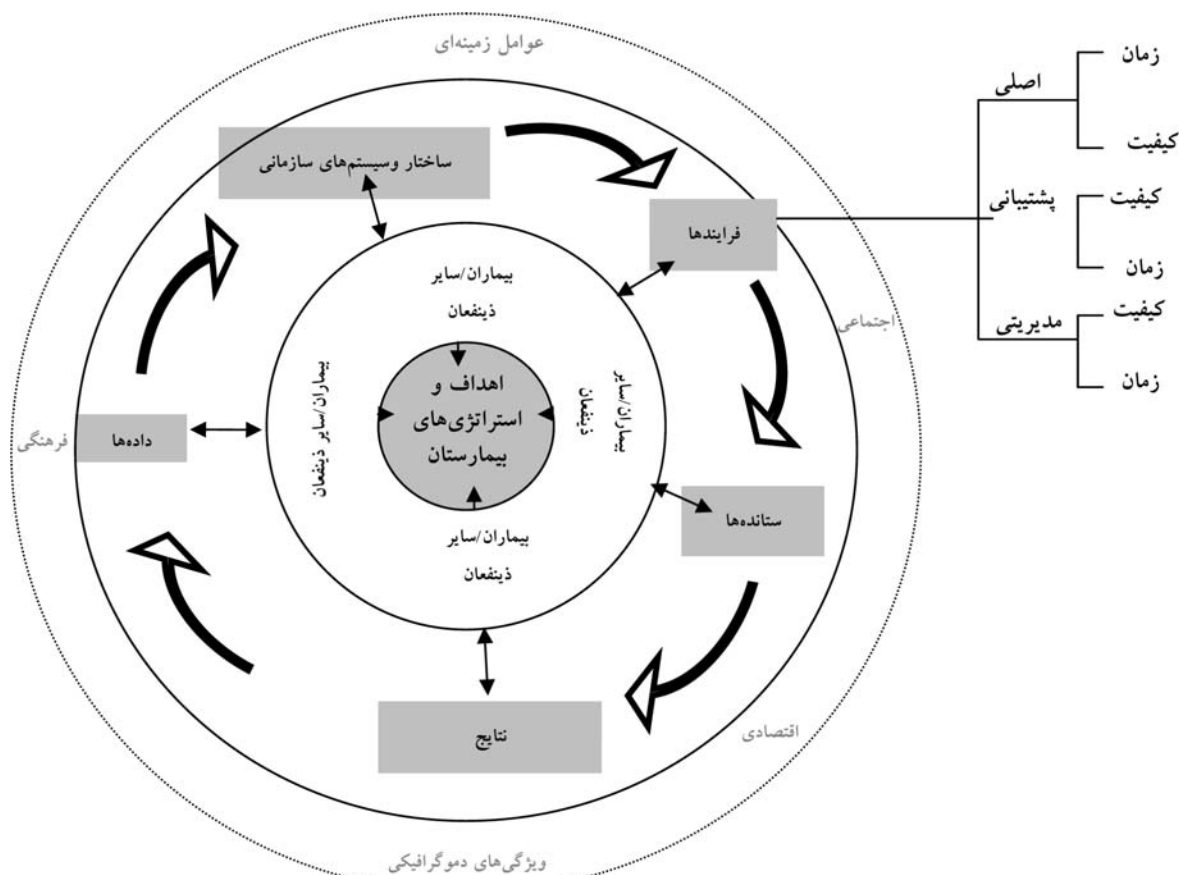 عوامل زمینه‌ای
ساختار وسیستم‌های سازمانی
فرایندها
اصلی
زمان
کیفیت
پشتیبانی
کیفیت
زمان
مدیریتی
کیفیت
زمان
اجتماعی
بیماران/سایر
ذینفعان
بیماران/سایر
ذینفعان
اهداف و
استراتژی‌های
بیمارستان
بیماران/سایر ذینفعان
داده‌ها
فرهنگی
ستانده‌ها
بیماران/سایر
ذینفعان
نتایج
اقتصادی
ویژگی‌های دموگرافیکی